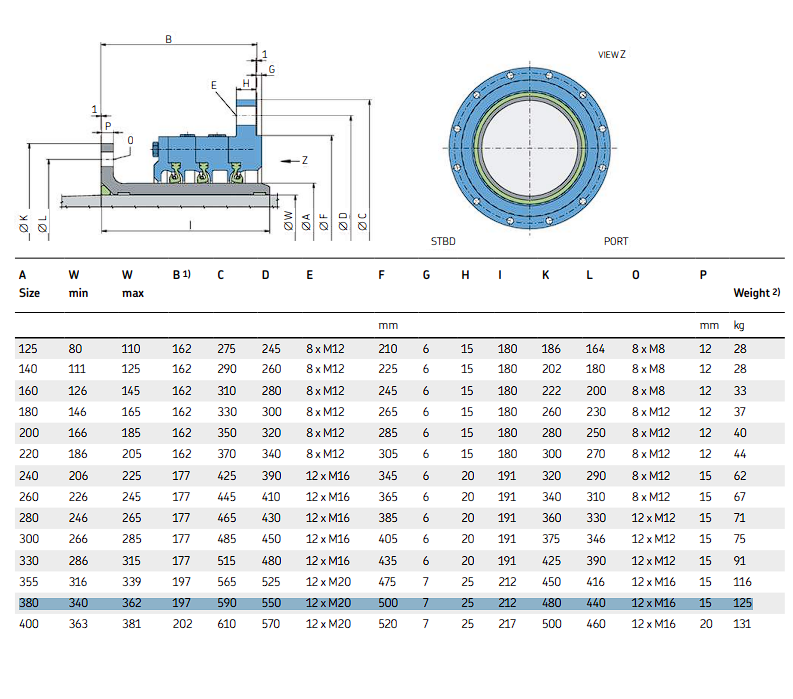 B
VIEW Z
1
G
H
E
1
P
O
Z
Ø K
Ø L
I
Ø W
Ø A
Ø F
Ø D
Ø C
STBD PORT
A W W B 1) C D E F G H I K L O P
Size min max Weight 2)
mm mm kg
125 80 110 162 275 245 8 x M12 210 6 15 180 186 164 8 x M8 12 28
140 111 125 162 290 260 8 x M12 225 6 15 180 202 180 8 x M8 12 28
160 126 145 162 310 280 8 x M12 245 6 15 180 222 200 8 x M8 12 33
180 146 165 162 330 300 8 x M12 265 6 15 180 260 230 8 x M12 12 37
200 166 185 162 350 320 8 x M12 285 6 15 180 280 250 8 x M12 12 40
220 186 205 162 370 340 8 x M12 305 6 15 180 300 270 8 x M12 12 44
240 206 225 177 425 390 12 x M16 345 6 20 191 320 290 8 x M12 15 62
260 226 245 177 445 410 12 x M16 365 6 20 191 340 310 8 x M12 15 67
280 246 265 177 465 430 12 x M16 385 6 20 191 360 330 12 x M12 15 71
300 266 285 177 485 450 12 x M16 405 6 20 191 375 346 12 x M12 15 75
330 286 315 177 515 480 12 x M16 435 6 20 191 425 390 12 x M12 15 91
355 316 339 197 565 525 12 x M20 475 7 25 212 450 416 12 x M16 15 116
380 340 362 197 590 550 12 x M20 500 7 25 212 480 440 12 x M16 15 125
400 363 381 202 610 570 12 x M20 520 7 25 217 500 460 12 x M16 20 131